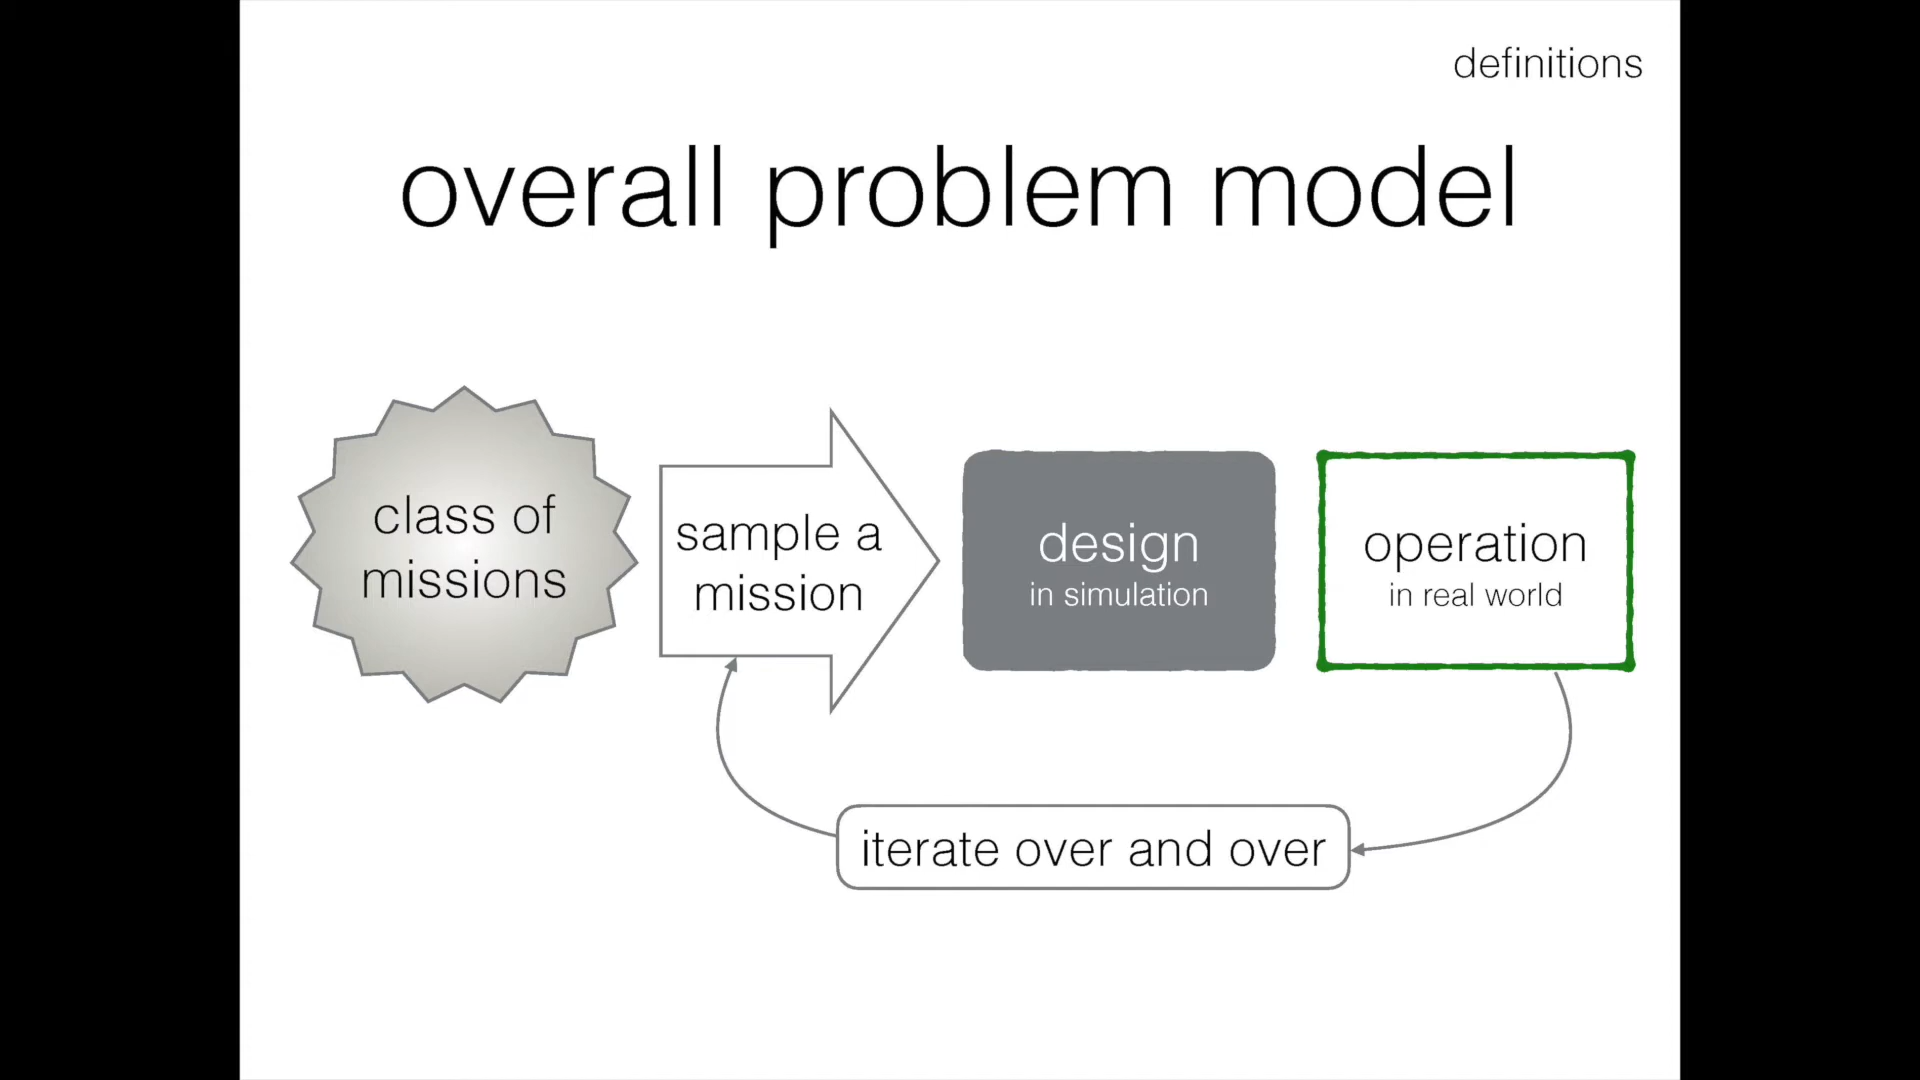 definitions
overall problem model
class of
missions
sample a
mission
design
in simulation
operation
in real world
iterate over and over